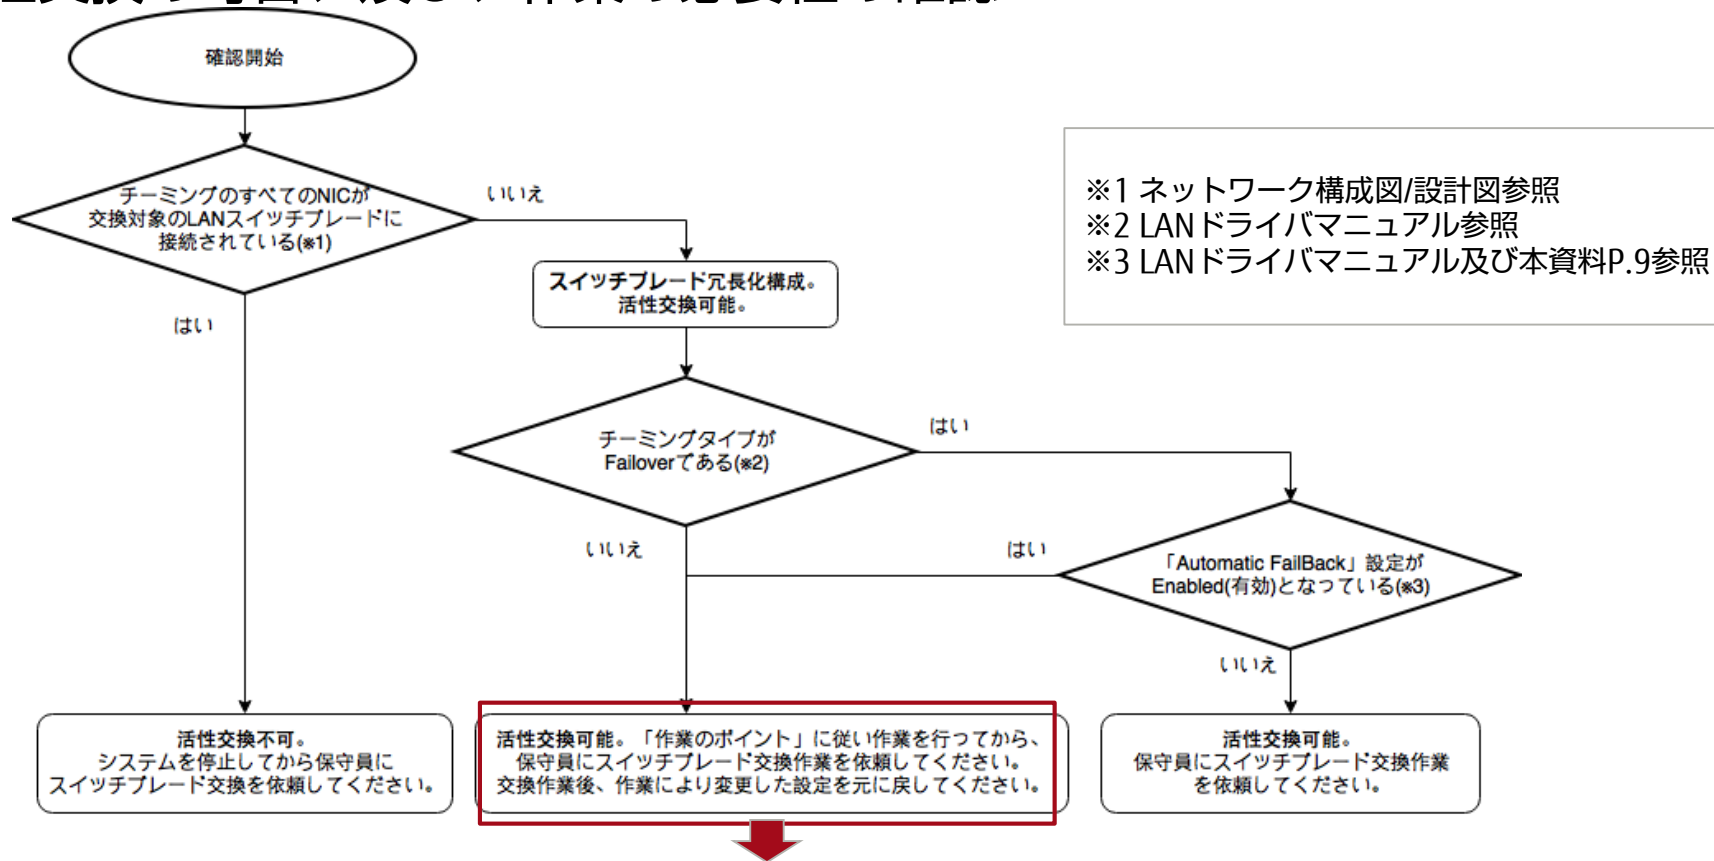 確認開始
チーミングのすべてのNICが
交換対象のLANスイッチブレードに
接続されている(※1)
いいえ
はい
※1 ネットワーク構成図/設計図参照
※2 LANドライバマニュアル参照
※3 LANドライバマニュアル及び本資料P.9参照
スイッチブレード冗長化構成。
活性交換可能。
チーミングタイプが
Failoverである(※2)
はい
いいえ
はい
「Automatic FailBack」設定が
Enabled(有効)となっている(※3)
いいえ
活性交換不可。
システムを停止してから保守員に
スイッチブレード交換を依頼してください。
活性交換可能。「作業のポイント」に従い作業を行ってから、
保守員にスイッチブレード交換作業を依頼してください。
交換作業後、作業により変更した設定を元に戻してください。
活性交換可能。
保守員にスイッチブレード交換作業
を依頼してください。